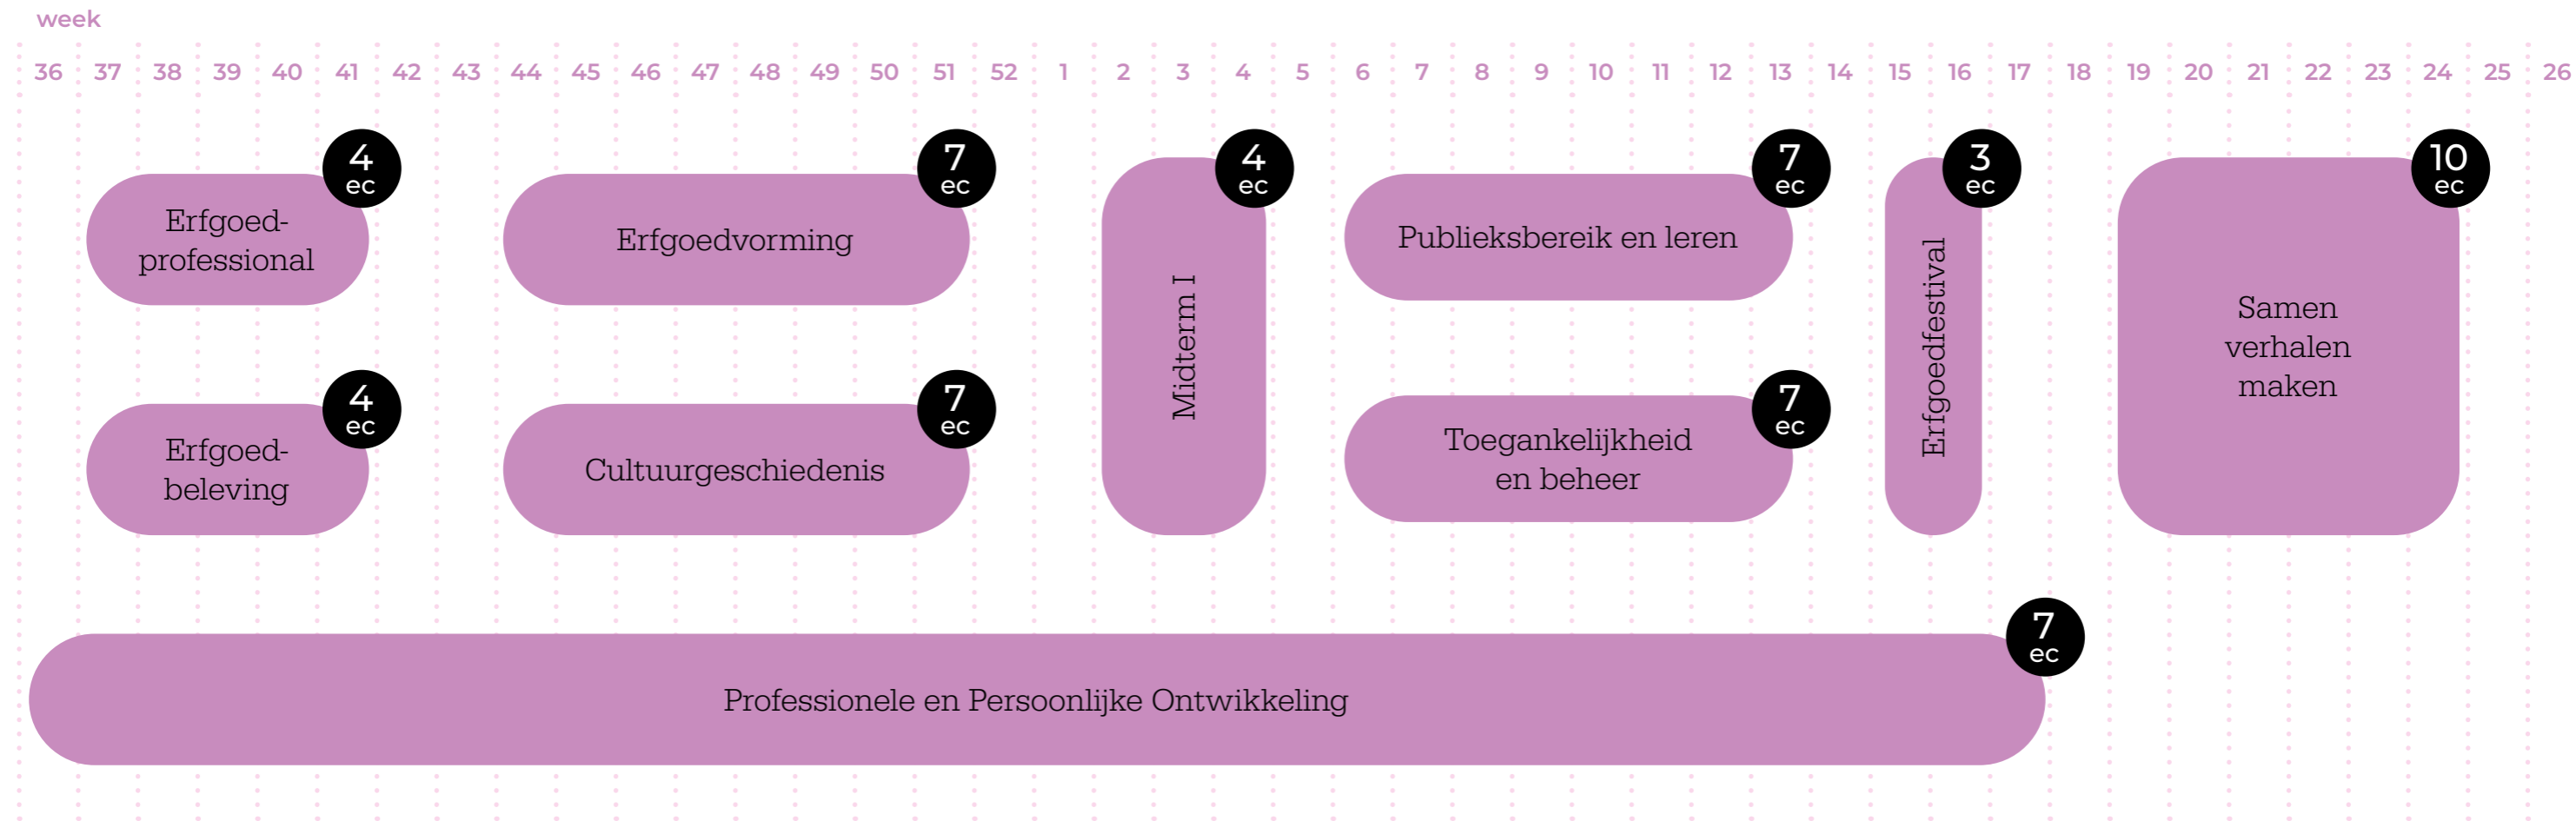 week
36 37 38 39 40 41 42 43 44 45 46 47 48 49 50 51 52 1 2 3 4 5 6 7 8 9 10 11 12 13 14 15 16 17 18 19 20 21 22 23 24 25 26
Erfgoed-
professional
4
ec
Erfgoedvorming
7
ec
Midterm I
4
ec
Publieksbereik en leren
7
ec
Erfgoedfestival
3
ec
Samen
verhalen
maken
10
ec
Erfgoed-
beleving
4
ec
Cultuurgeschiedenis
7
ec
Toegankelijkheid
en beheer
7
ec
Professionele en Persoonlijke Ontwikkeling
7
ec